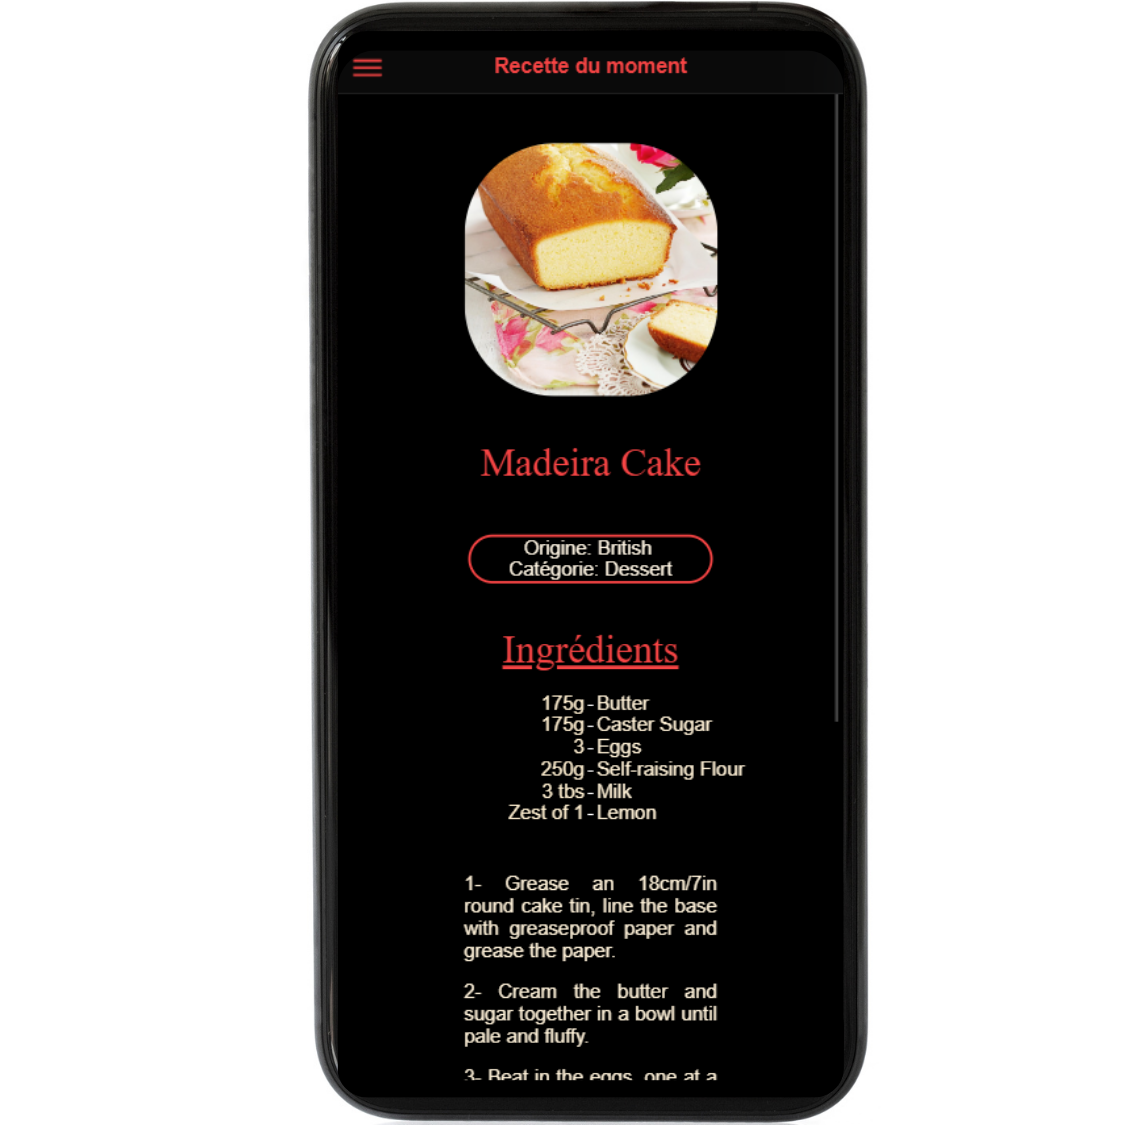 Recette du moment
Madeira Cake
Origine: British
Catégorie: Dessert
Ingrédients
175g - Butter
175g - Caster Sugar
3 - Eggs
250g - Self-raising Flour
3 tbs - Milk
Zest of 1 - Lemon
1- Grease an 18cm/7in
round cake tin, line the base
with greaseproof paper and
grease the paper.
2- Cream the butter and
sugar together in a bowl until
pale and fluffy.
3- Beat in the eggs, one at a